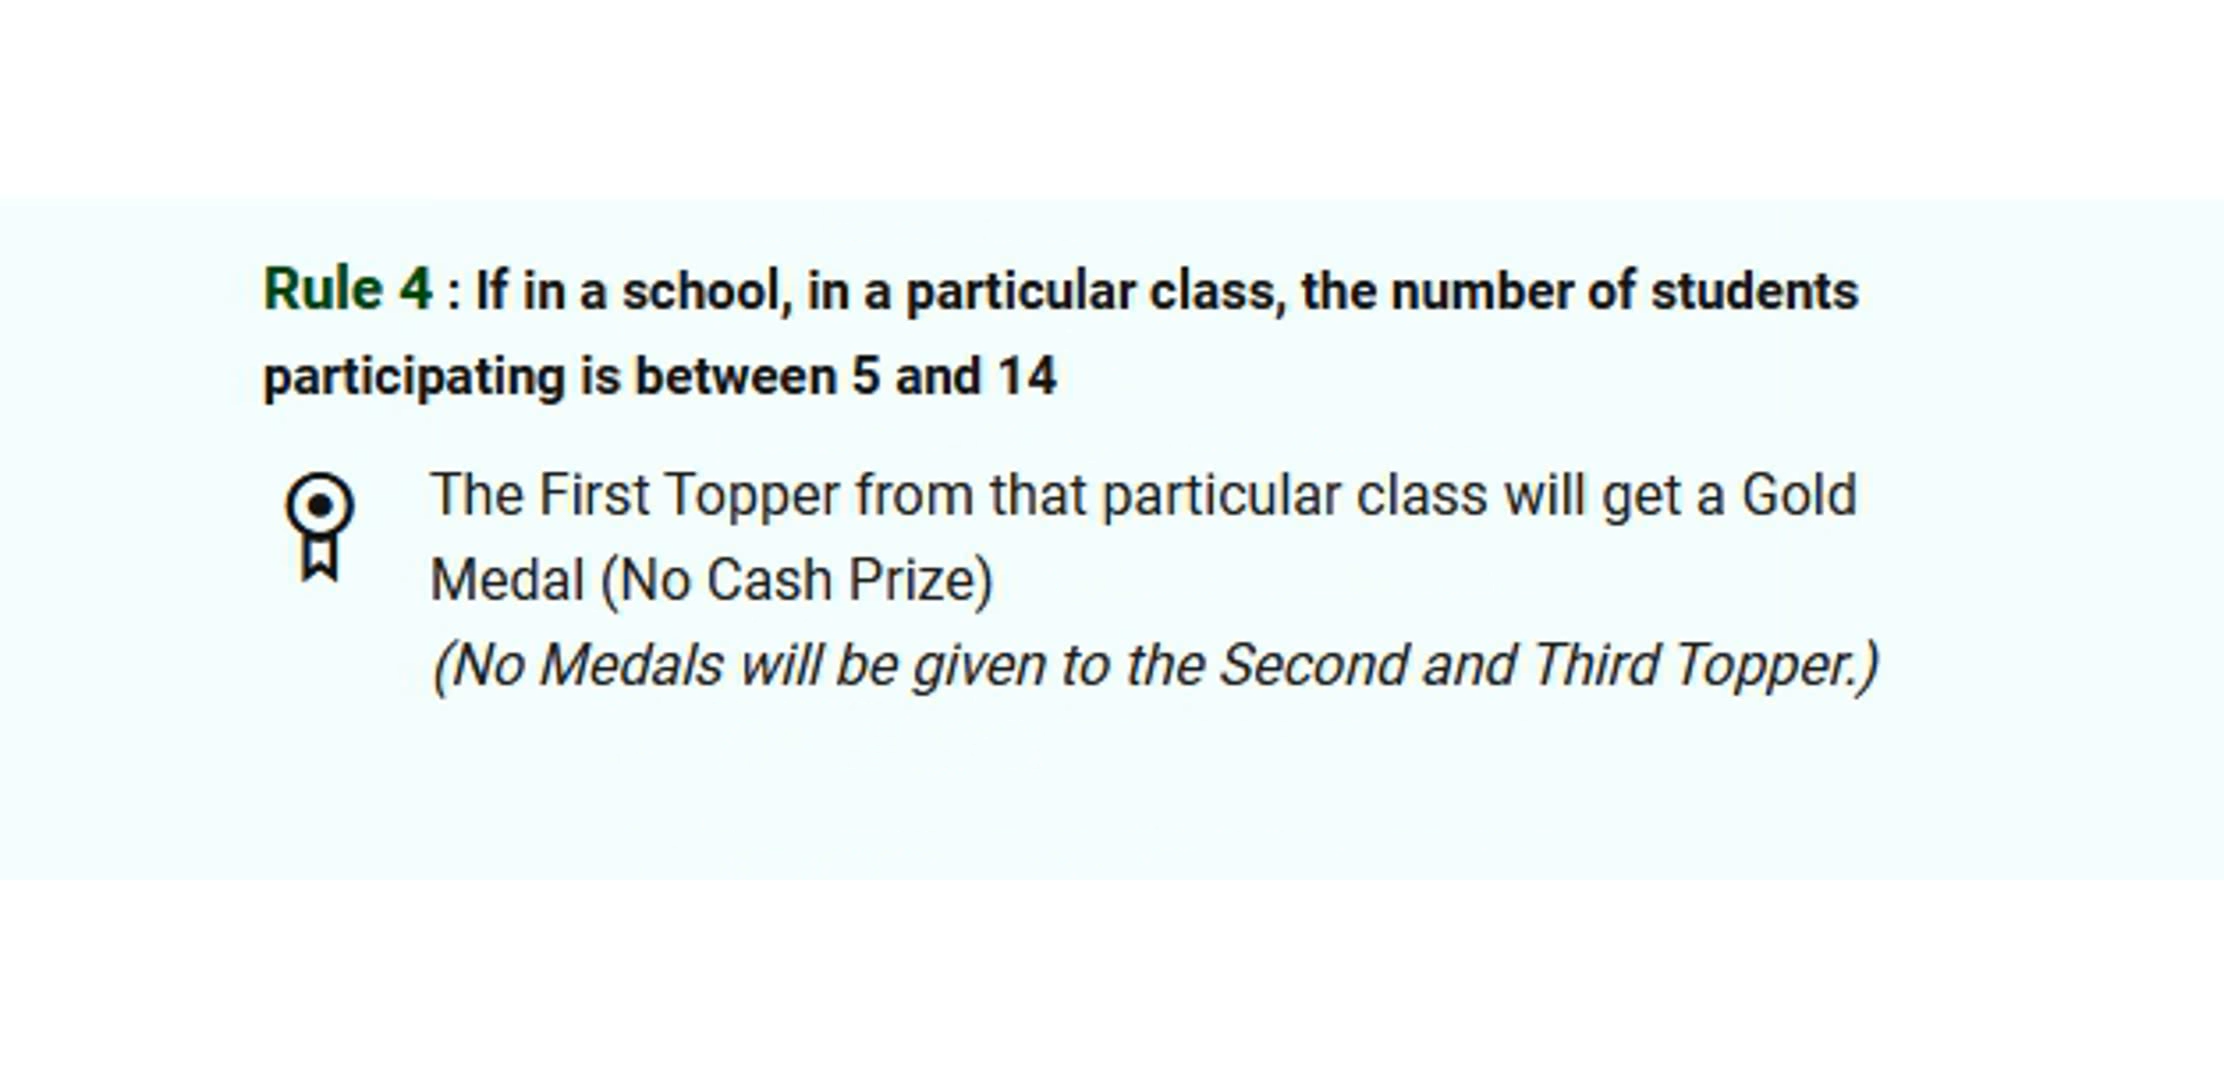 Rule 4 : If in a school, in a particular class, the number of students
participating is between 5 and 14
The First Topper from that particular class will get a Gold
Medal (No Cash Prize)
(No Medals will be given to the Second and Third Topper.)